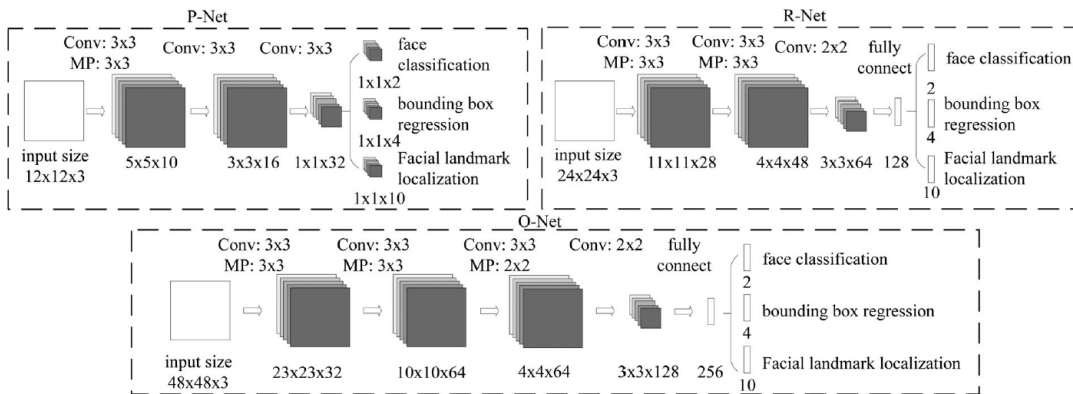 P-Net
Conv: 3x3
MP: 3x3
Conv: 3x3
Conv: 3x3
face
classification
1x1x2
bounding box
regression
1x1x4
Facial landmark
localization
1x1x10
input size
12x12x3
5x5x10
3x3x16
1x1x32
R-Net
Conv: 3x3
MP: 3x3
Conv: 3x3
MP: 3x3
Conv: 2x2
fully
connect
face classification
2
bounding box
regression
4
Facial landmark
localization
10
input size
24x24x3
11x11x28
4x4x48
3x3x64
128
O-Net
Conv: 3x3
MP: 3x3
Conv: 3x3
MP: 3x3
Conv: 3x3
MP: 2x2
Conv: 2x2
fully
connect
face classification
2
bounding box regression
4
Facial landmark localization
10
input size
48x48x3
23x23x32
10x10x64
4x4x64
3x3x128
256